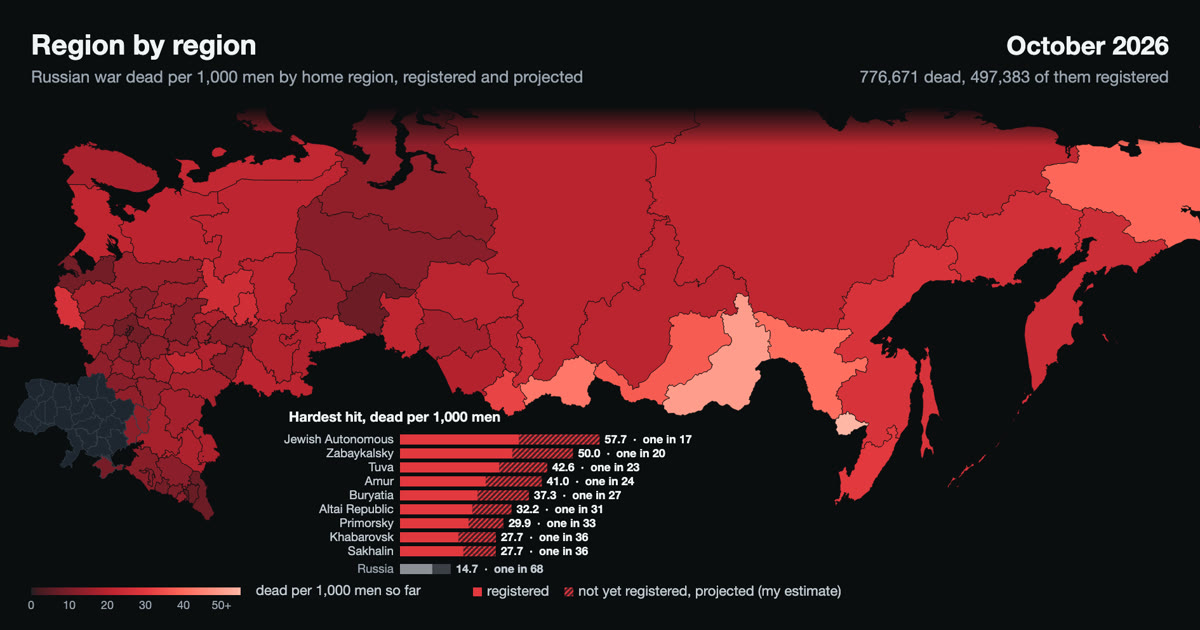 Region by region
October 2026
Russian war dead per 1,000 men by home region, registered and projected
776,671 dead, 497,383 of them registered
Hardest hit, dead per 1,000 men
Jewish Autonomous 57.7 · one in 17
Zabaykalsky 50.0 · one in 20
Tuva 42.6 · one in 23
Amur 41.0 · one in 24
Buryatia 37.3 · one in 27
Altai Republic 32.2 · one in 31
Primorsky 29.9 · one in 33
Khabarovsk 27.7 · one in 36
Sakhalin 27.7 · one in 36
Russia 14.7 · one in 68
dead per 1,000 men so far
registered
not yet registered, projected (my estimate)
0 10 20 30 40 50+